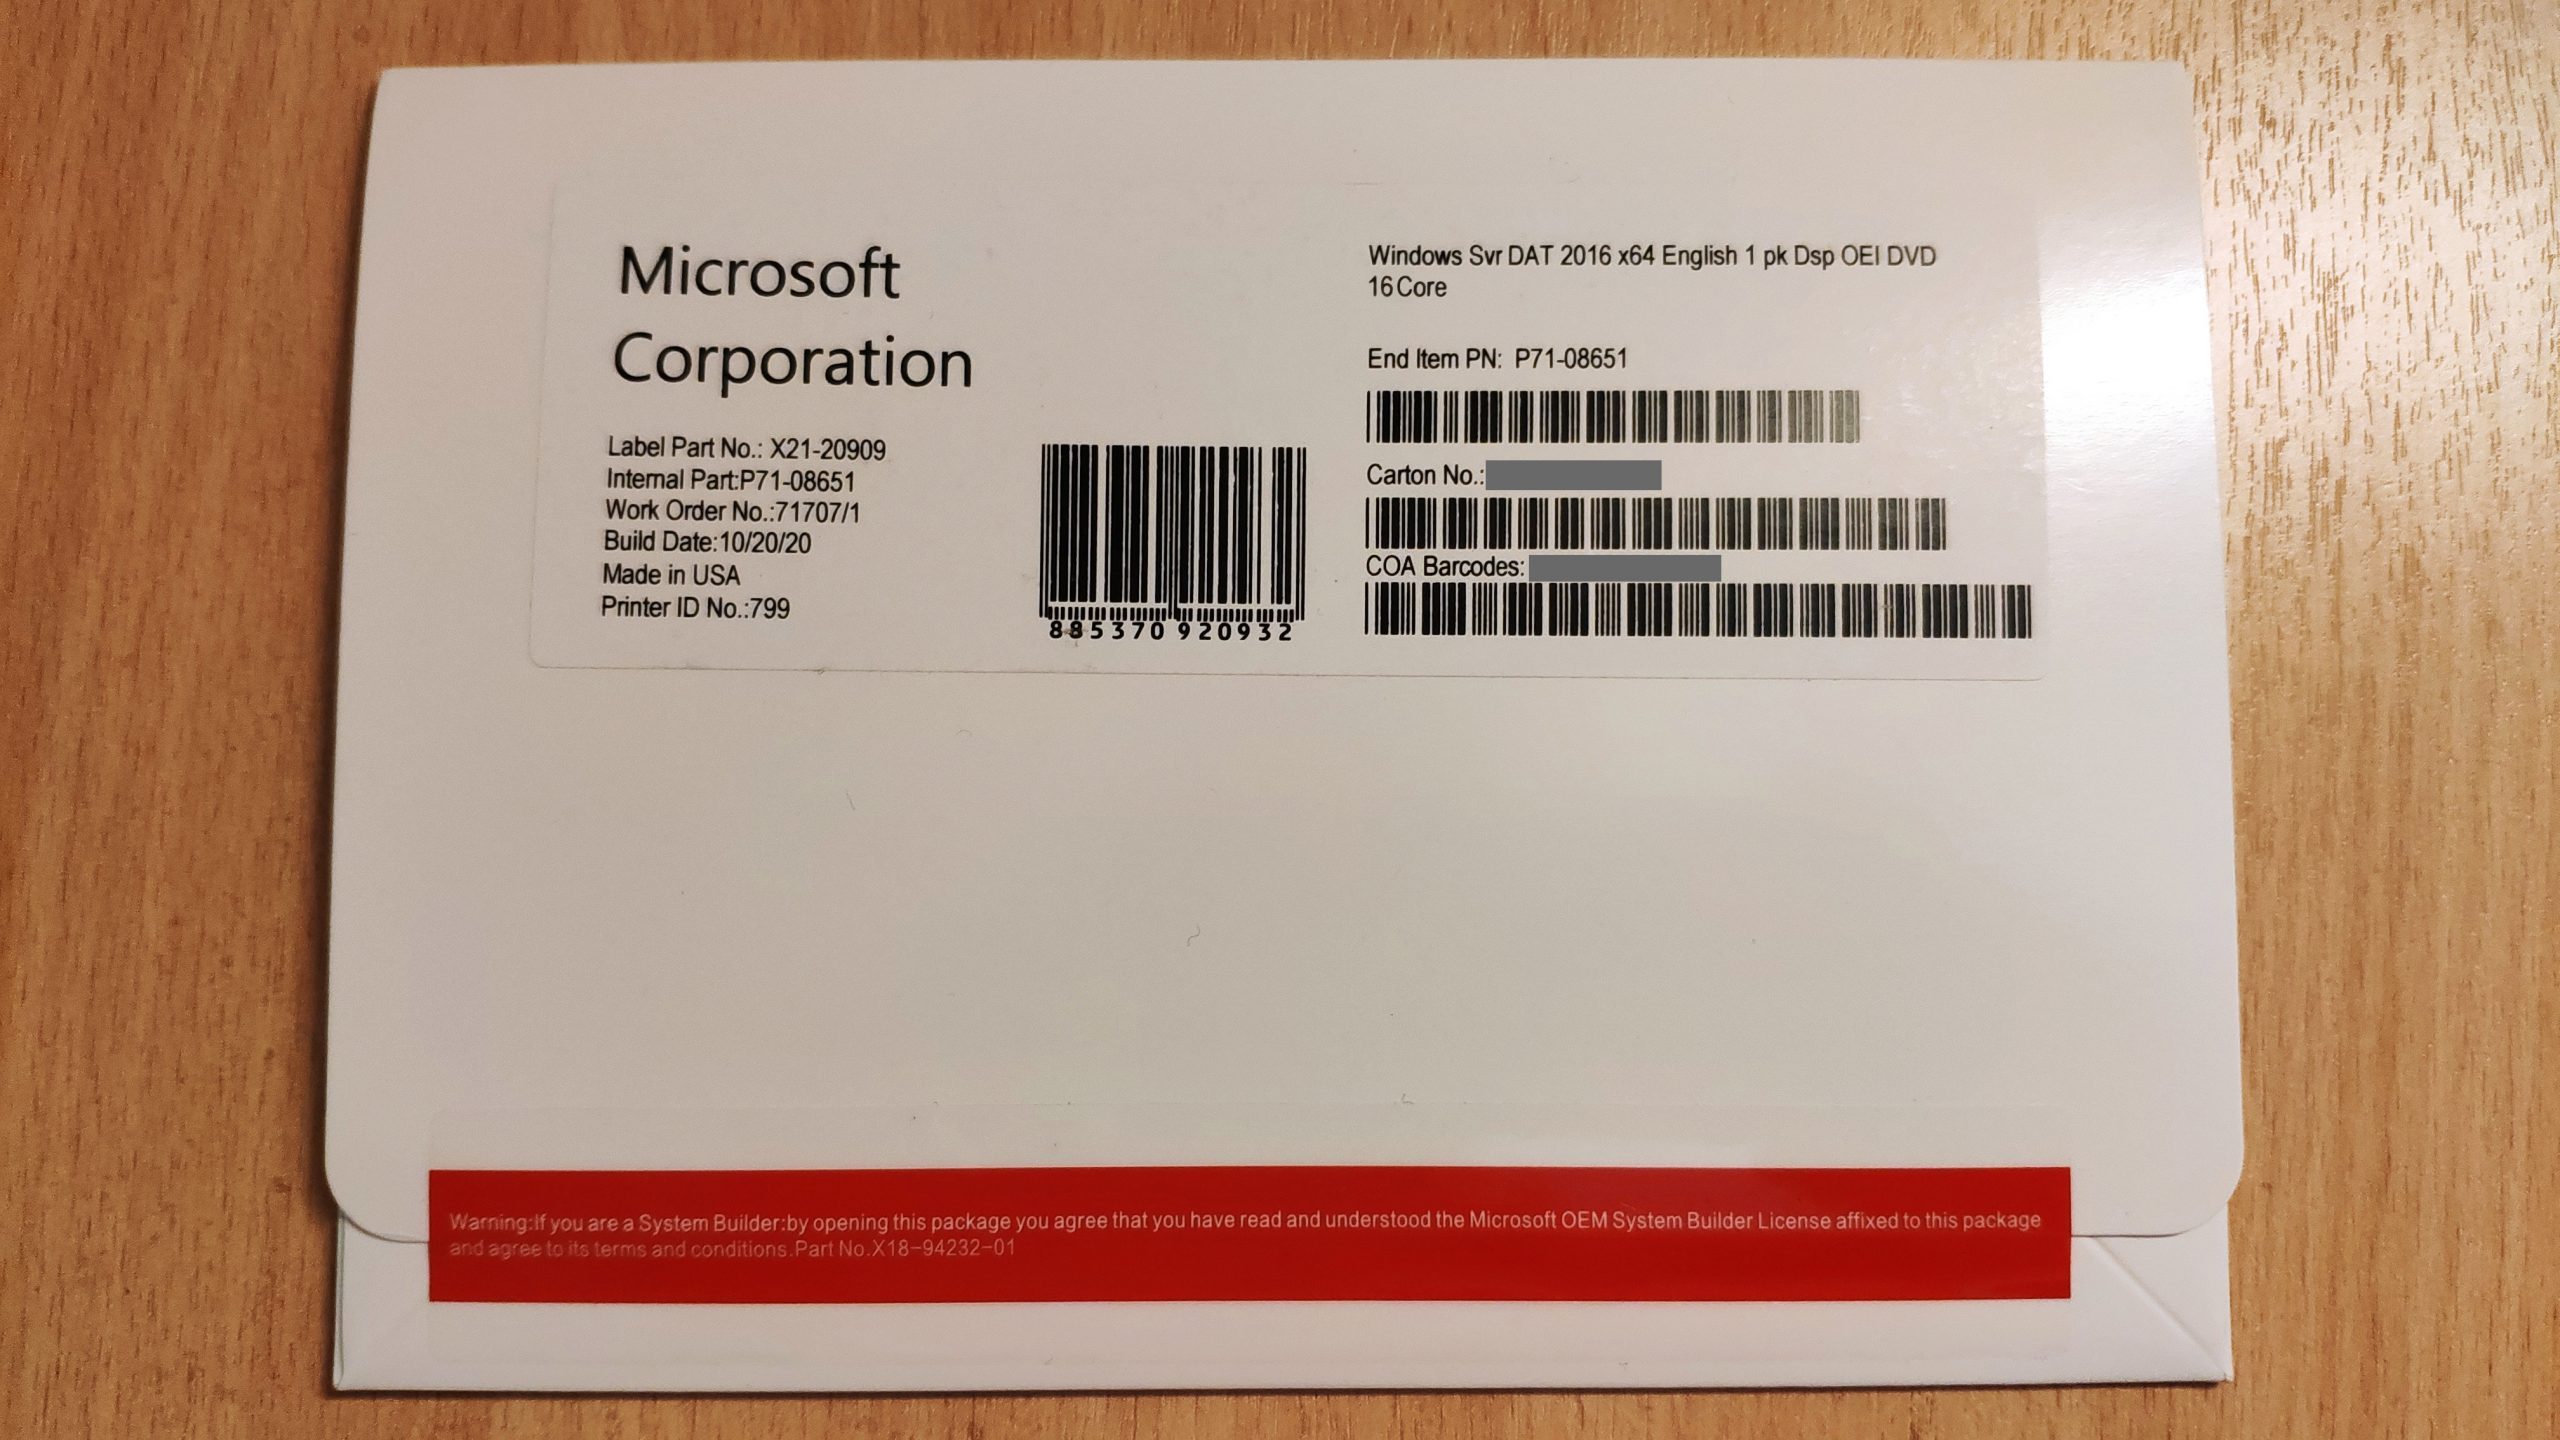 Microsoft
Corporation
Label Part No.: X21-20909
Internal Part:P71-08651
Work Order No.:71707/1
Build Date:10/20/20
Made in USA
Printer ID No.:799
885370 920932
Windows Svr DAT 2016 x64 English 1 pk Dsp OEI DVD
16 Core
End Item PN: P71-08651
Carton No.:
COA Barcodes:
Warning:If you are a System Builder:by opening this package you agree that you have read and understood the Microsoft OEM System Builder License affixed to this package
and agree to its terms and conditions.Part No.X18-94232-01